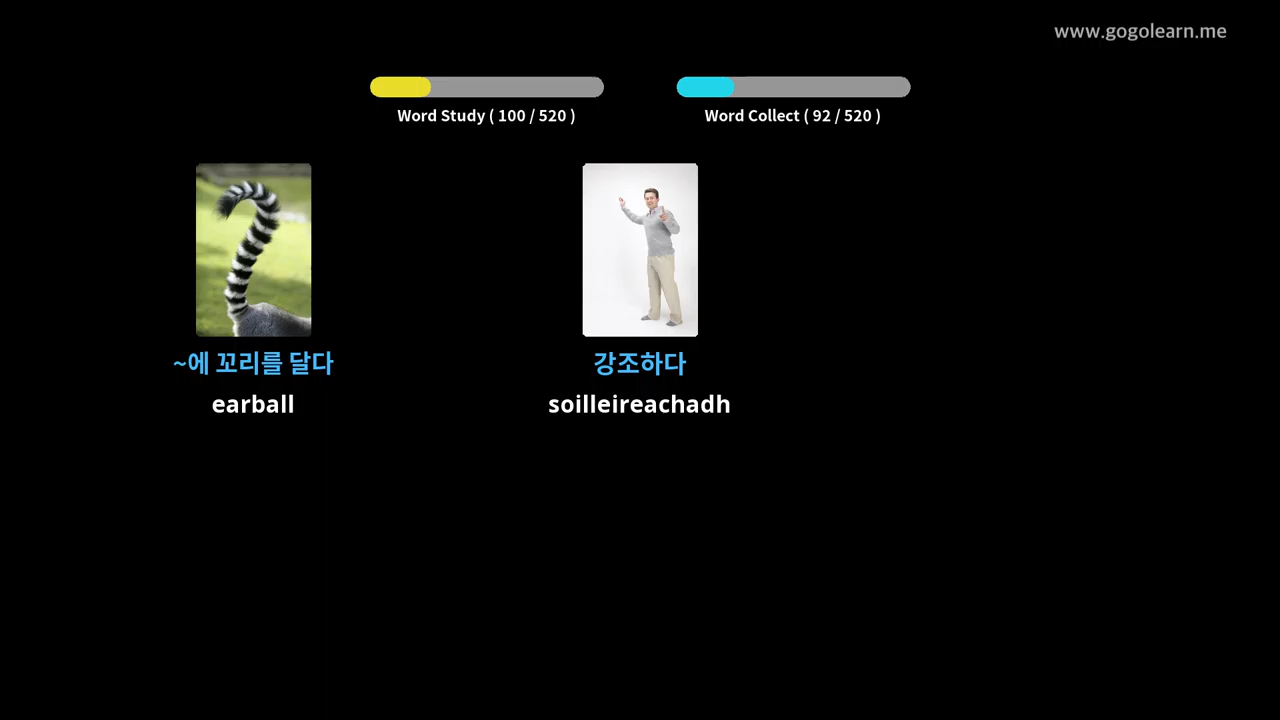 www.gogolearn.me
Word Study ( 100 / 520 )
Word Collect ( 92 / 520 )
~에 꼬리를 달다
earball
강조하다
soilleireachadh